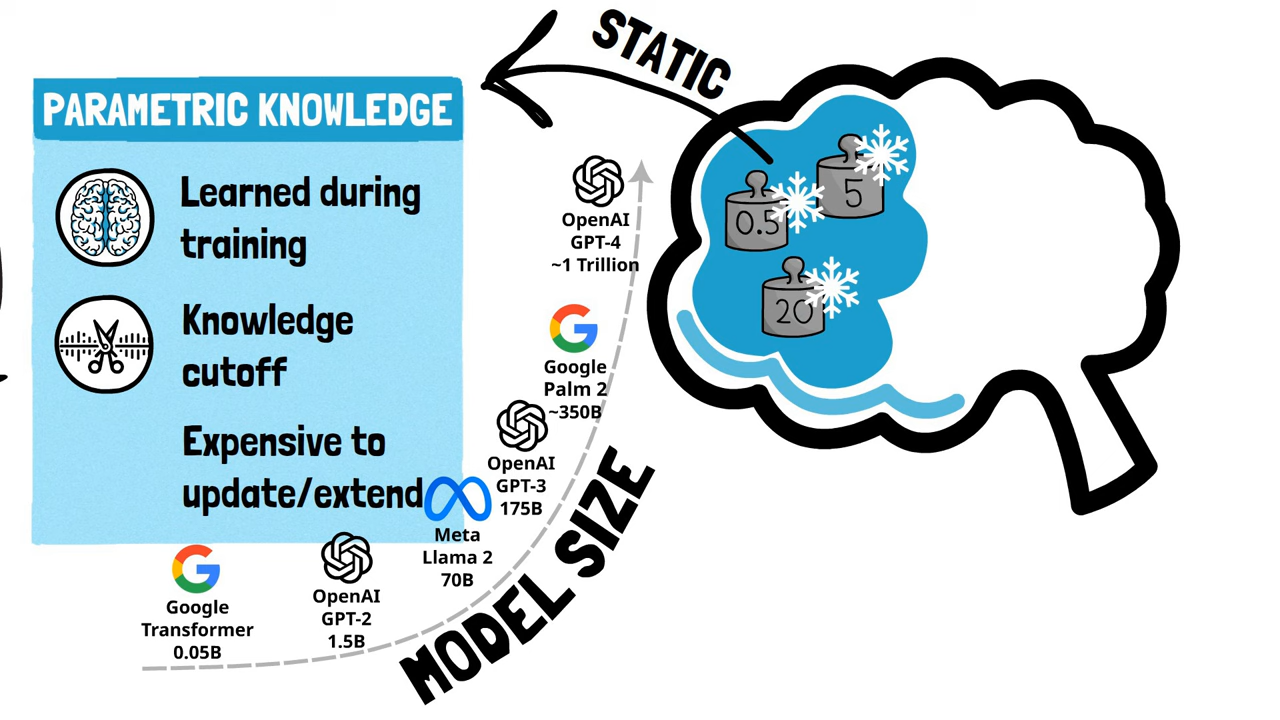 STATIC
PARAMETRIC KNOWLEDGE
Learned during
training
Knowledge
cutoff
Expensive to
update/extend
OpenAI
GPT-4
~1 Trillion
Google
Palm 2
~350B
OpenAI
GPT-3
175B
Meta
Llama 2
70B
OpenAI
GPT-2
1.5B
Google
Transformer
0.05B
MODEL SIZE
0.5
5
20